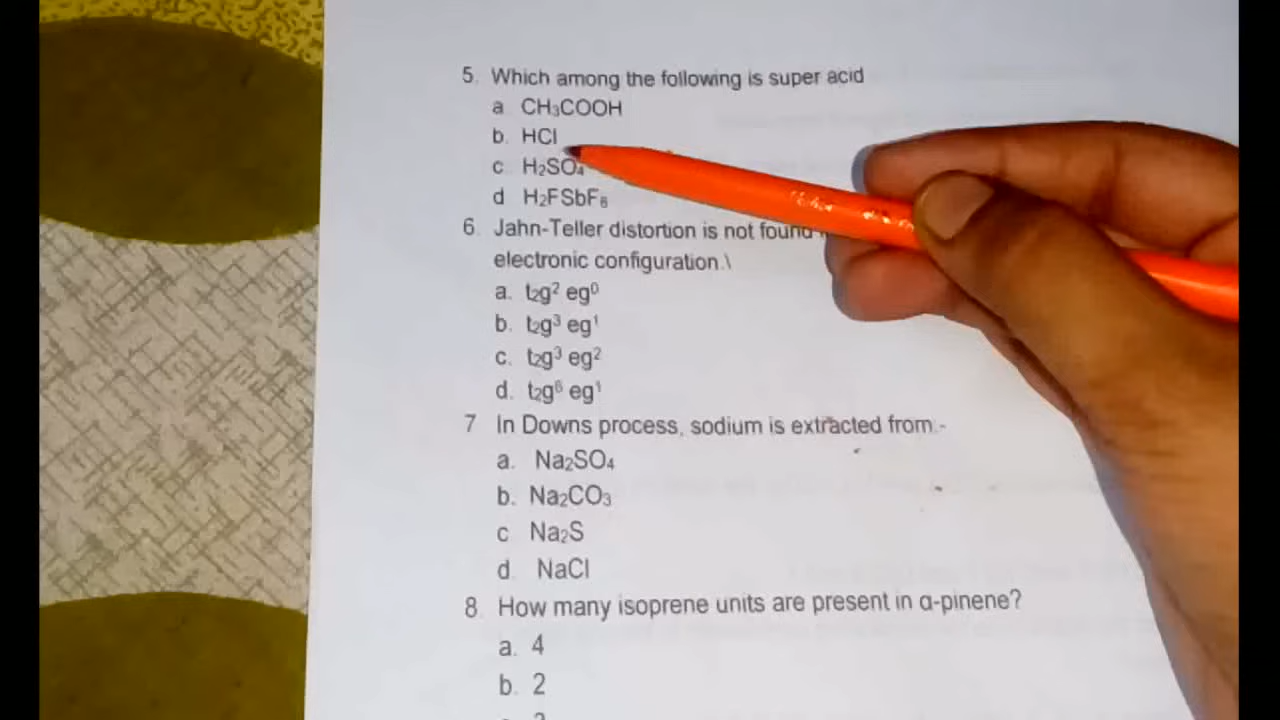 5. Which among the following is super acid
a. CH₃COOH
b. HCl
c. H₂SO₄
d H₂FSbF₆
6. Jahn-Teller distortion is not found
electronic configuration.\
a. t₂g² eg⁰
b. t₂g³ eg¹
c. t₂g³ eg²
d. t₂g⁶ eg¹
7 In Downs process, sodium is extracted from:-
a. Na₂SO₄
b. Na₂CO₃
c Na₂S
d. NaCl
8. How many isoprene units are present in α-pinene?
a. 4
b. 2